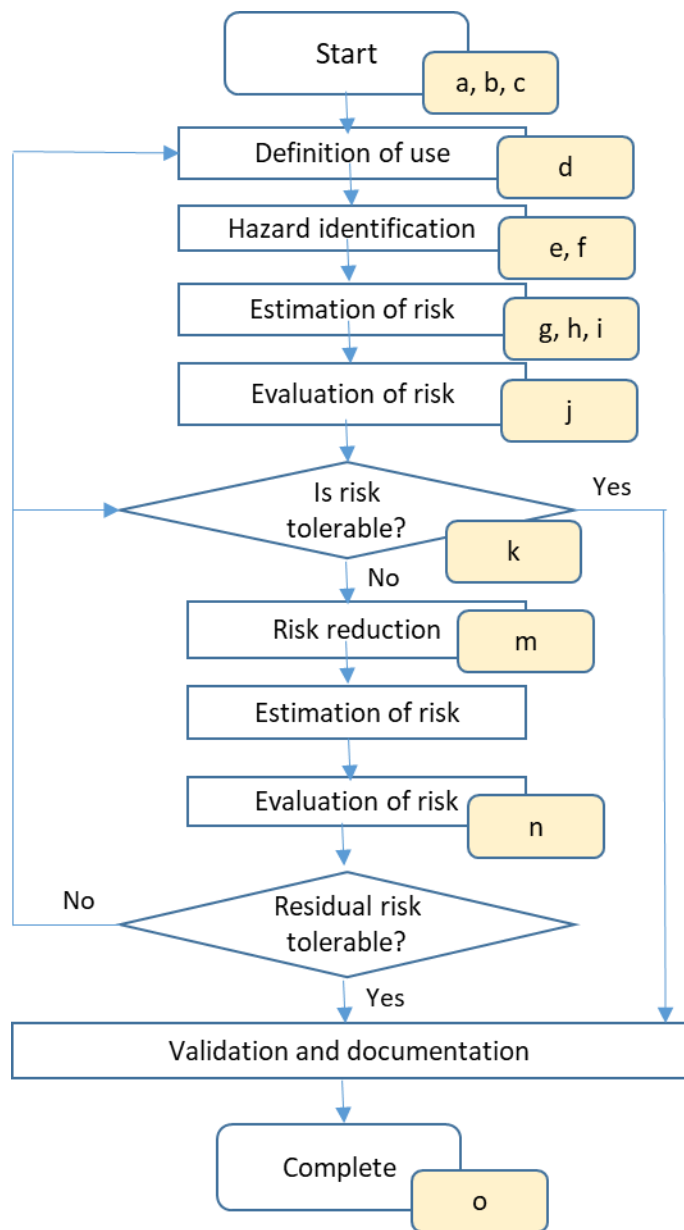 Start
a, b, c
Definition of use
d
Hazard identification
e, f
Estimation of risk
g, h, i
Evaluation of risk
j
Is risk
tolerable?
Yes
k
No
Risk reduction
m
Estimation of risk
Evaluation of risk
n
No
Residual risk
tolerable?
Yes
Validation and documentation
Complete
o